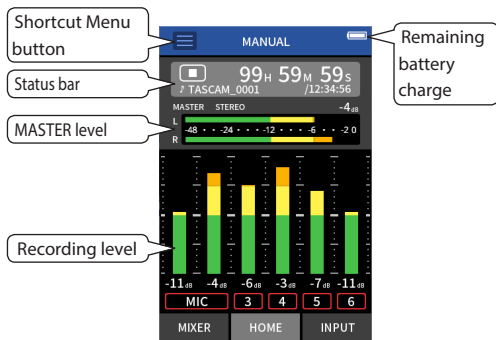 Shortcut Menu
button
Status bar
MASTER level
Recording level
Remaining
battery
charge
MANUAL
99H 59M 59S
♪ TASCAM_0001 /12:34:56
MASTER STEREO -4dB
L
-48 · · -24 · · · · -12 · · · · -6 · · -2 0
R
-11dB -4dB -6dB -3dB -7dB -11dB
MIC 3 4 5 6
MIXER HOME INPUT